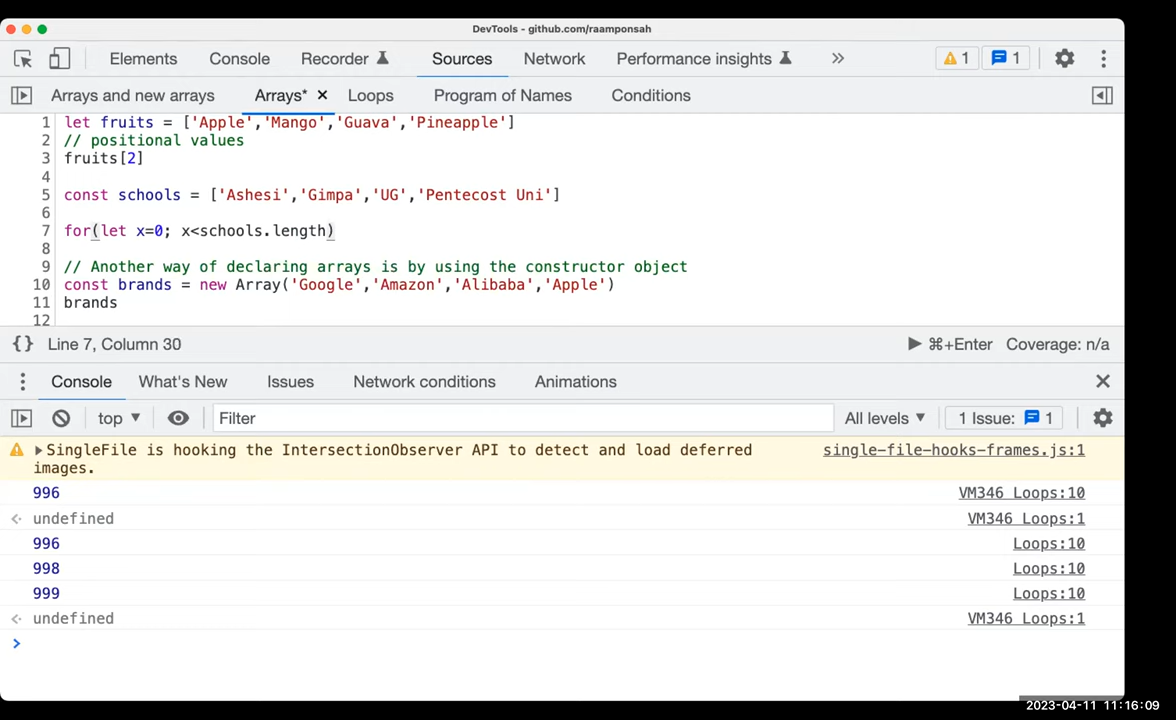 DevTools - github.com/raamponsah
Elements Console Recorder Sources Network Performance insights » 1 1
Arrays and new arrays Arrays* × Loops Program of Names Conditions
1 let fruits = ['Apple','Mango','Guava','Pineapple']
2 // positional values
3 fruits[2]
4
5 const schools = ['Ashesi','Gimpa','UG','Pentecost Uni']
6
7 for(let x=0; x<schools.length)
8
9 // Another way of declaring arrays is by using the constructor object
10 const brands = new Array('Google','Amazon','Alibaba','Apple')
11 brands
12
{} Line 7, Column 30 ⌘+Enter Coverage: n/a
Console What's New Issues Network conditions Animations ×
top ▼ Filter All levels ▼ 1 Issue: 1
SingleFile is hooking the IntersectionObserver API to detect and load deferred single-file-hooks-frames.js:1
images.
996 VM346 Loops:10
undefined VM346 Loops:1
996 Loops:10
998 Loops:10
999 Loops:10
undefined VM346 Loops:1
>
2023-04-11 11:16:09